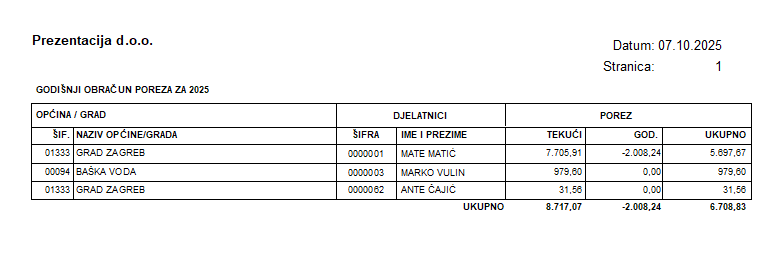 Prezentacija d.o.o.
Datum: 07.10.2025
Stranica: 1
GODIŠNJI OBRAČUN POREZA ZA 2025
OPĆINA / GRAD DJELATNICI POREZ
ŠIF. NAZIV OPĆINE/GRADA ŠIFRA IME I PREZIME TEKUĆI GOD. UKUPNO
01333 GRAD ZAGREB 0000001 MATE MATIĆ 7.705,91 -2.008,24 5.697,67
00094 BAŠKA VODA 0000003 MARKO VULIN 979,60 0,00 979,60
01333 GRAD ZAGREB 0000062 ANTE ČAJIĆ 31,56 0,00 31,56
UKUPNO 8.717,07 -2.008,24 6.708,83